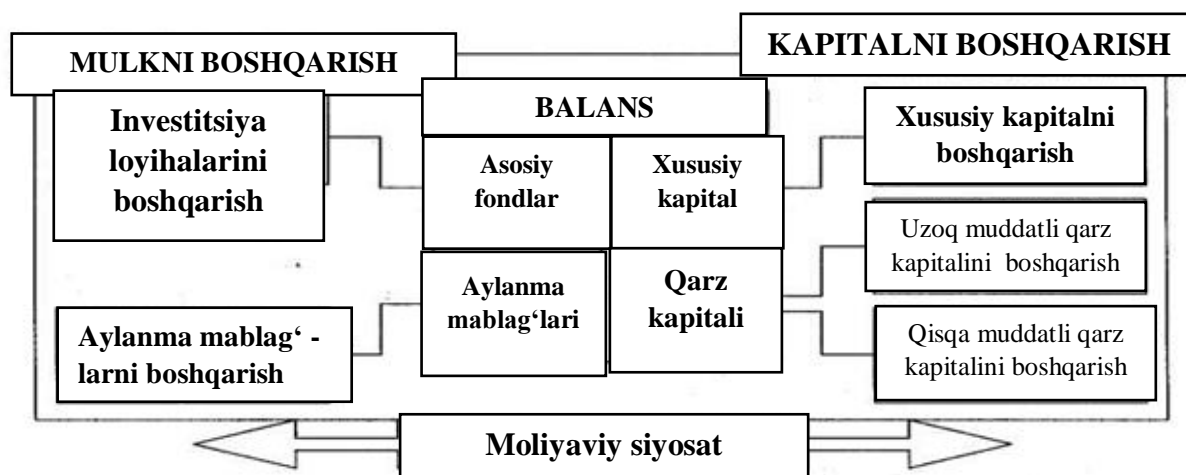 MULKNI BOSHQARISH
KAPITALNI BOSHQARISH
Investitsiya
loyihalarini
boshqarish
Aylanma mablag‘ -
larni boshqarish
BALANS
Asosiy
fondlar
Xususiy
kapital
Aylanma
mablag‘lari
Qarz
kapitali
Xususiy kapitalni
boshqarish
Uzoq muddatli qarz
kapitalini boshqarish
Qisqa muddatli qarz
kapitalini boshqarish
Moliyaviy siyosat